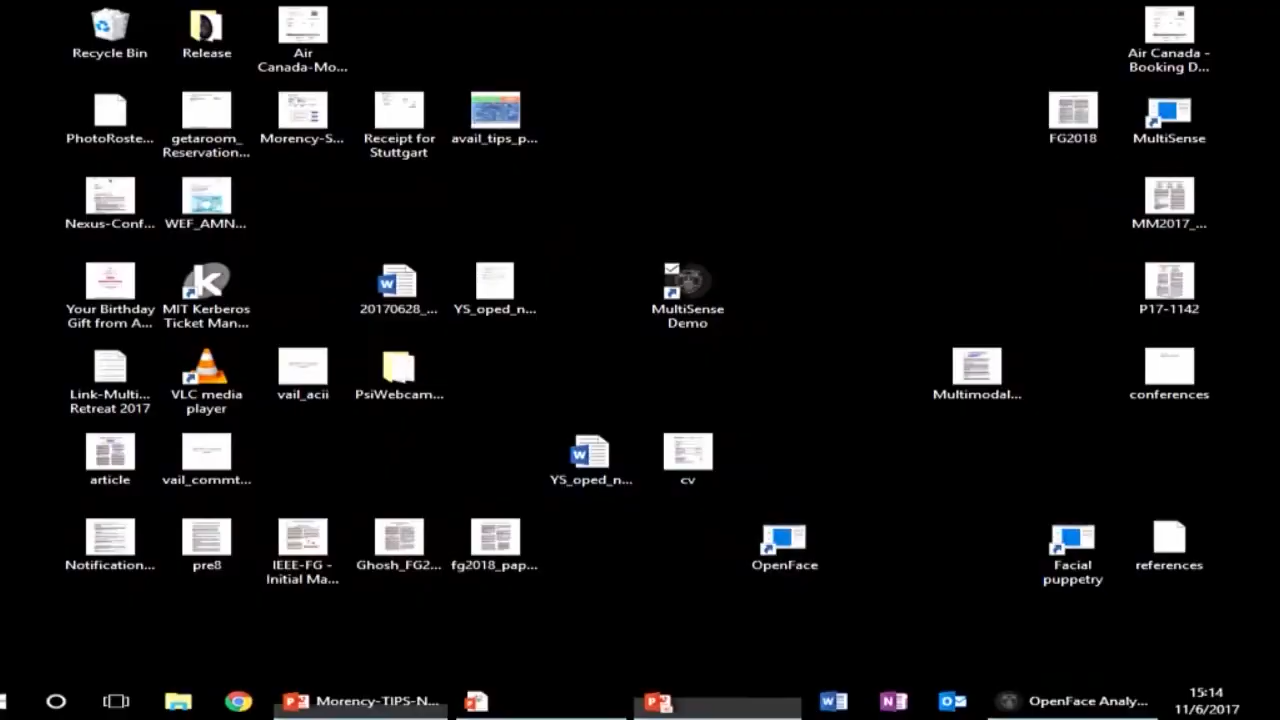 Recycle Bin
Release
Air
Canada-Mo...
Air Canada -
Booking D...
PhotoRoste...
getaroom_
Reservation...
Morency-S...
Receipt for
Stuttgart
avail_tips_p...
FG2018
MultiSense
Nexus-Conf...
WEF_AMN...
MM2017_...
Your Birthday
Gift from A...
MIT Kerberos
Ticket Man...
20170628_...
YS_oped_n...
MultiSense
Demo
P17-1142
Link-Multi...
Retreat 2017
VLC media
player
vail_acii
PsiWebcam...
Multimodal...
conferences
article
vail_commt...
YS_oped_n...
cv
Notification...
pre8
IEEE-FG -
Initial Ma...
Ghosh_FG2...
fg2018_pap...
OpenFace
Facial
puppetry
references
Morency-TIPS-N...
OpenFace Analy...
15:14
11/6/2017